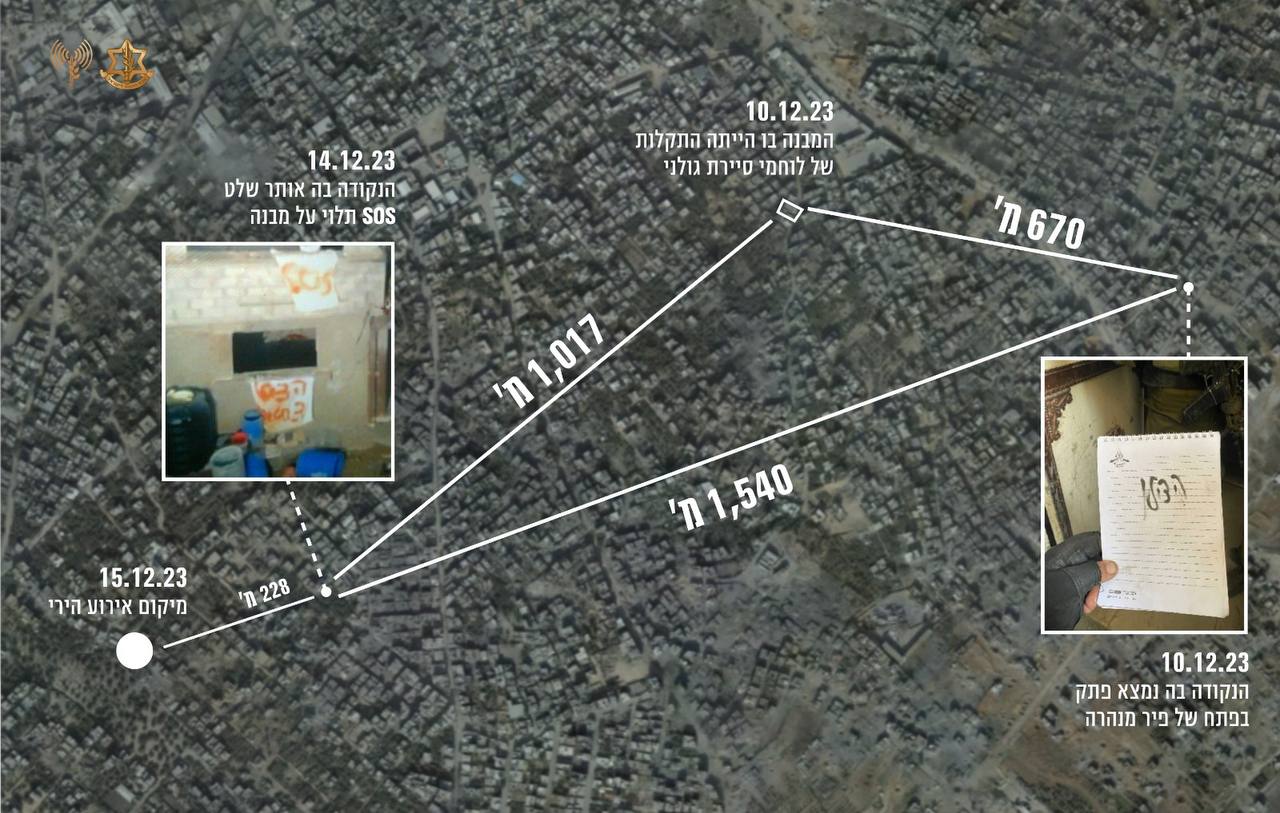 10.12.23
המבנה בו הייתה התקלות
של לוחמי סיירת גולני
670 מ'
14.12.23
הנקודה בה אותר שלט
SOS תלוי על מבנה
SOS
1,017 מ'
1,540 מ'
15.12.23
מיקום אירוע הירי
228 מ'
10.12.23
הנקודה בה נמצא פתק
בפתח של פיר מנהרה